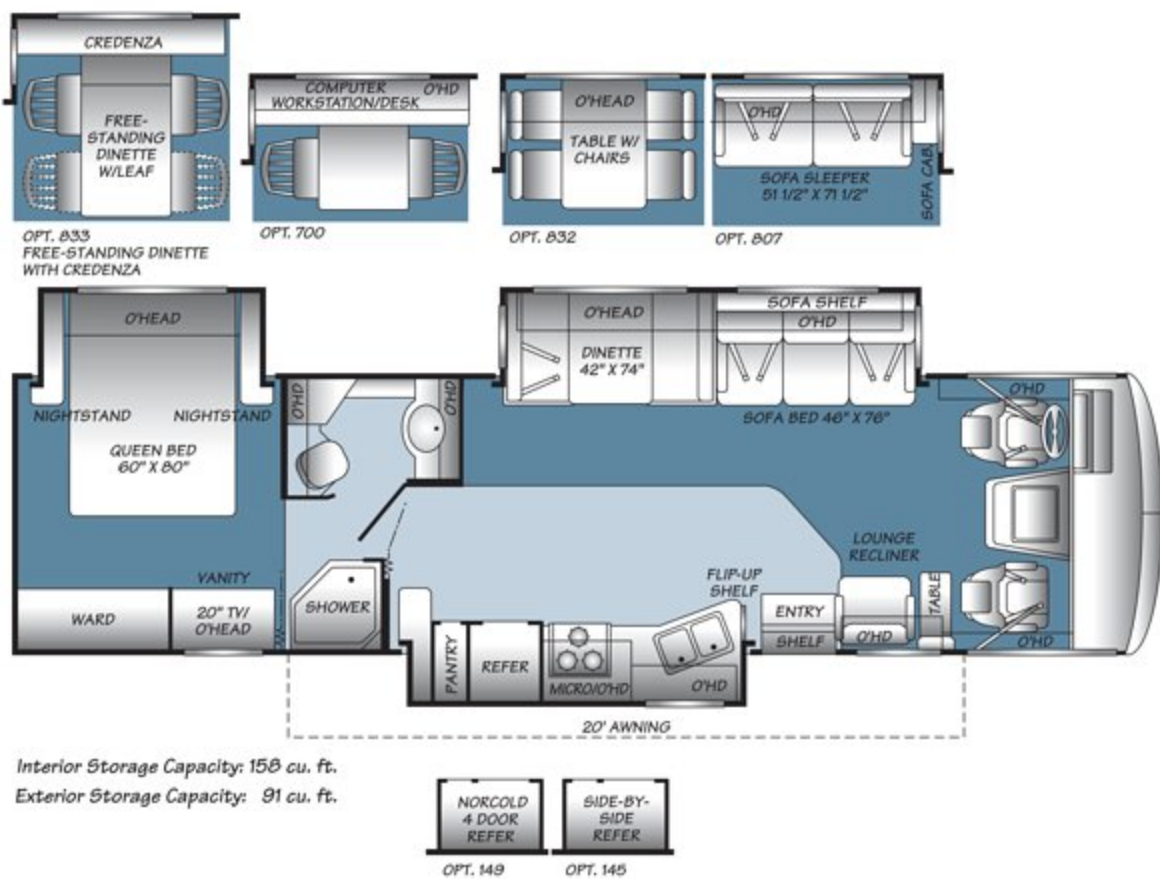 CREDENZA
FREE-
STANDING
DINETTE
W/LEAF
OPT. 833
FREE-STANDING DINETTE
WITH CREDENZA
COMPUTER
WORKSTATION/DESK
O'HD
OPT. 700
O'HEAD
TABLE W/
CHAIRS
OPT. 832
O'HD
SOFA SLEEPER
51 1/2" X 71 1/2"
SOFA CAB.
OPT. 807
O'HEAD
NIGHTSTAND
NIGHTSTAND
QUEEN BED
60" X 80"
O'HD
O'HD
O'HEAD
DINETTE
42" X 74"
SOFA SHELF
O'HD
SOFA BED 46" X 76"
O'HD
VANITY
WARD
20" TV/
O'HEAD
SHOWER
PANTRY
REFER
MICRO/O'HD
O'HD
FLIP-UP
SHELF
ENTRY
SHELF
LOUNGE
RECLINER
O'HD
TABLE
O'HD
20' AWNING
Interior Storage Capacity: 158 cu. ft.
Exterior Storage Capacity: 91 cu. ft.
NORCOLD
4 DOOR
REFER
OPT. 149
SIDE-BY-
SIDE
REFER
OPT. 145